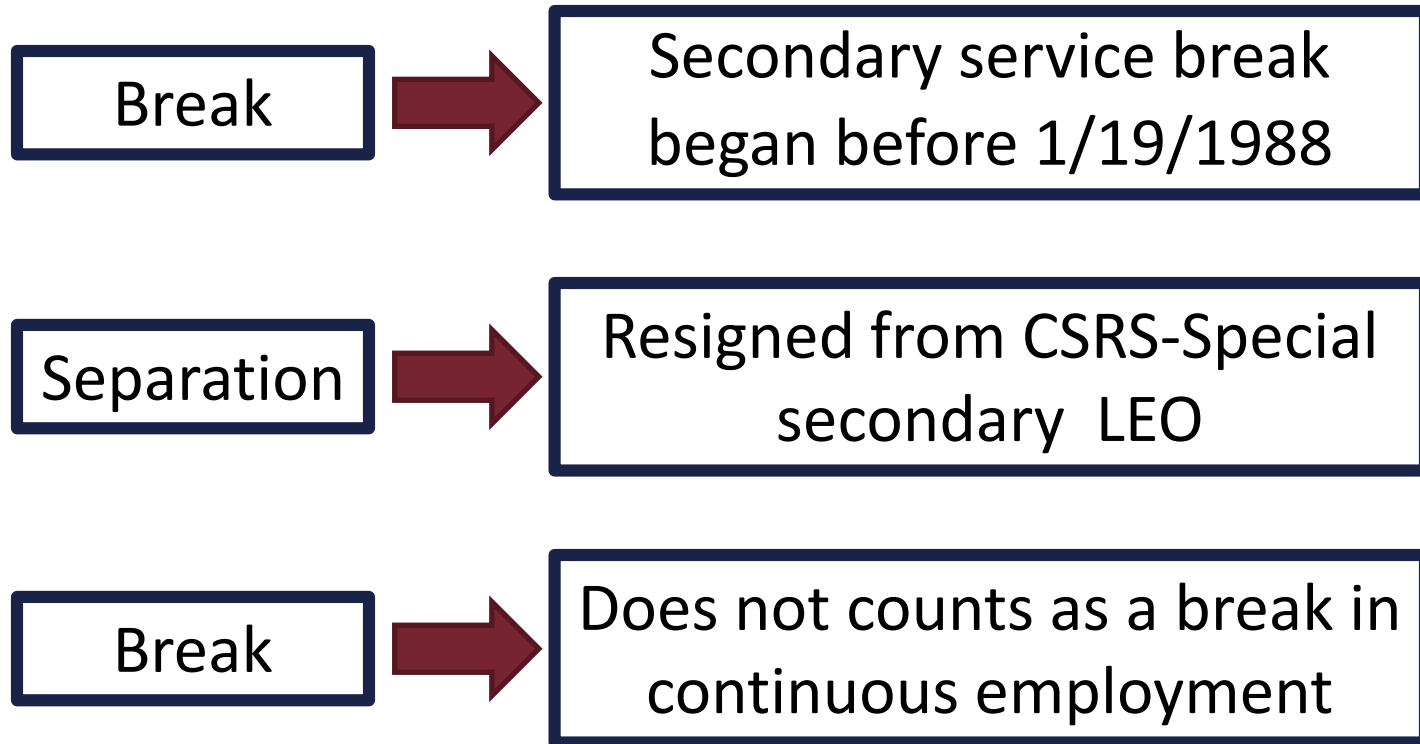 Break
Secondary service break
began before 1/19/1988
Separation
Resigned from CSRS-Special
secondary  LEO
Break
Does not counts as a break in
continuous employment